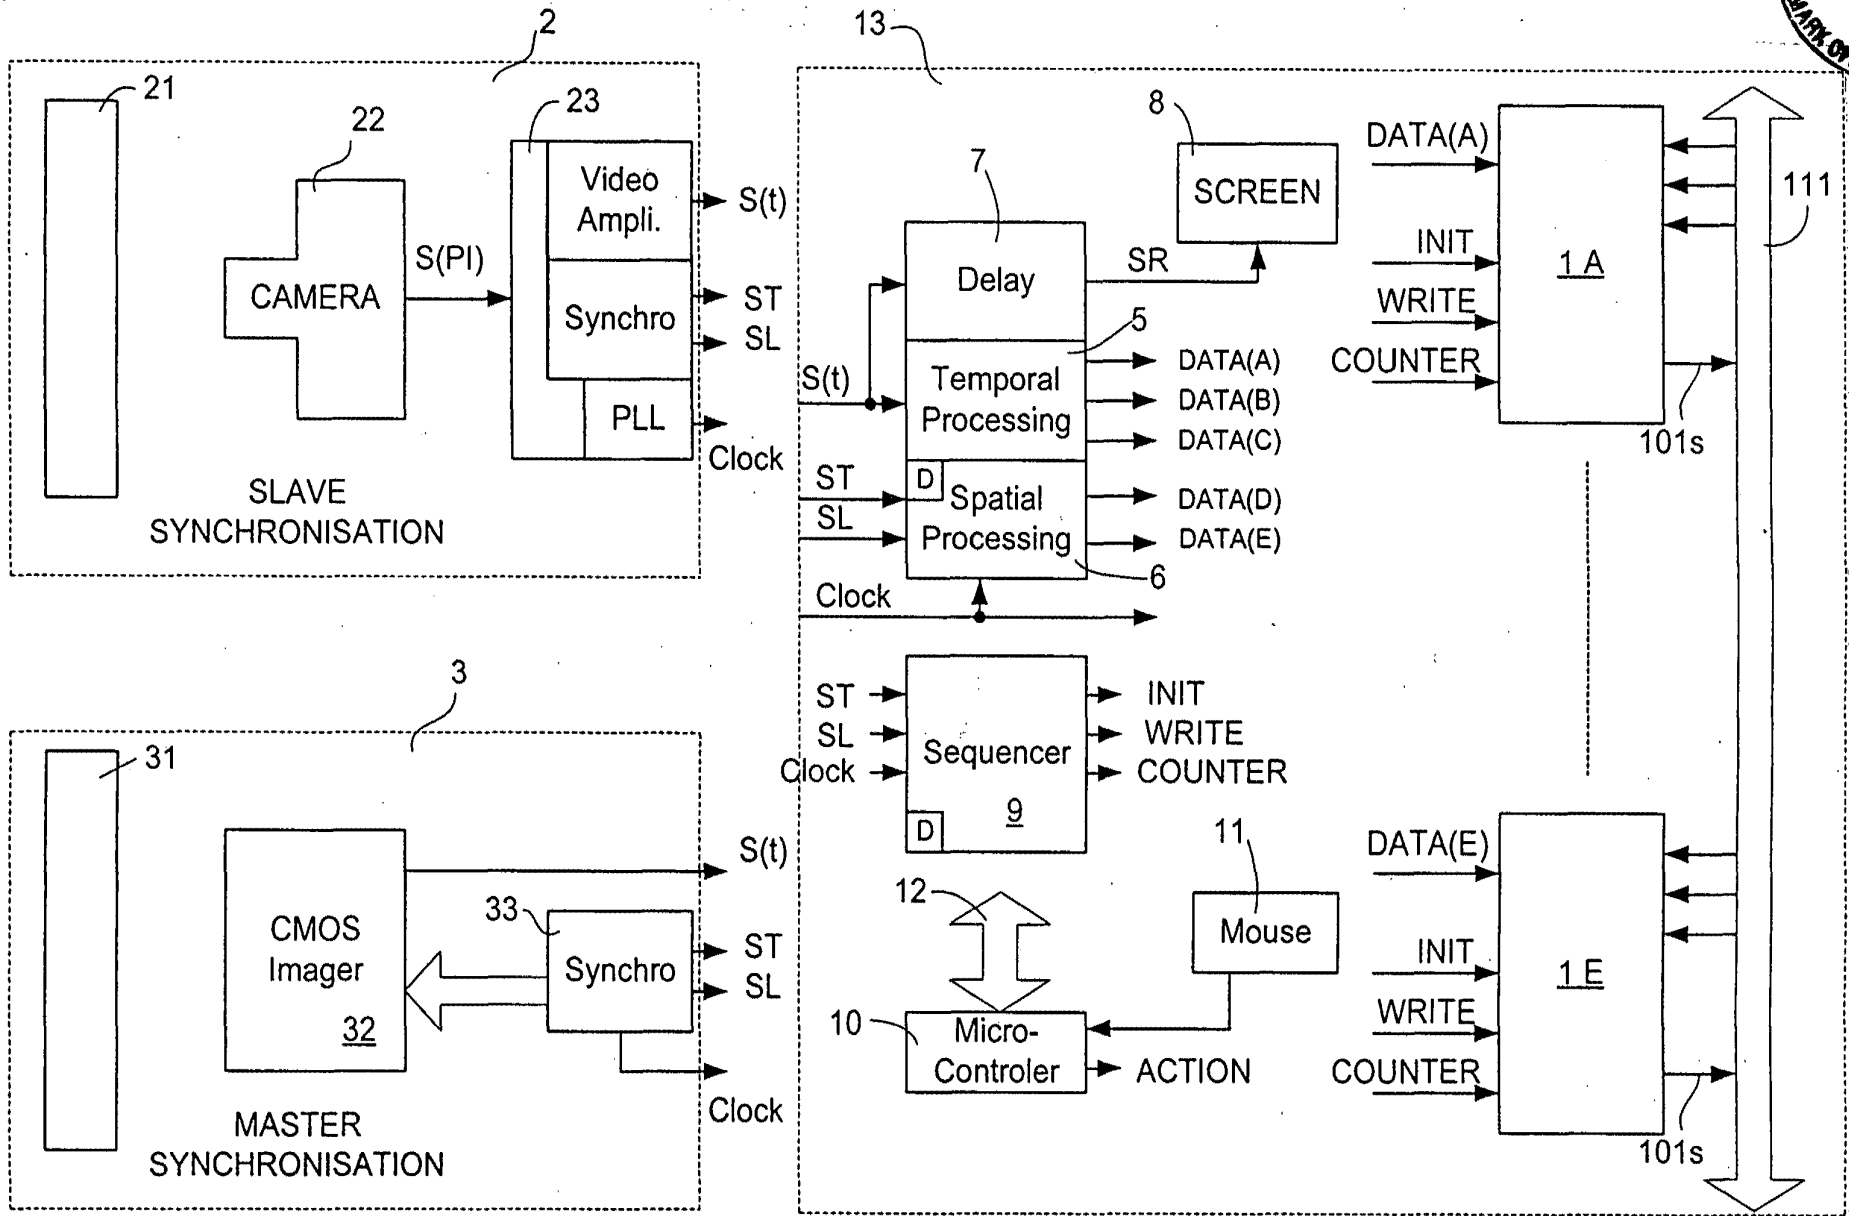 2
21
22
23
Video
Ampli.
S(t)
S(PI)
CAMERA
Synchro
ST
SL
PLL
Clock
SLAVE
SYNCHRONISATION
3
31
S(t)
33
CMOS
Imager
32
Synchro
ST
SL
Clock
MASTER
SYNCHRONISATION
13
8
SCREEN
7
Delay
SR
5
S(t)
Temporal
Processing
DATA(A)
DATA(B)
DATA(C)
ST
D
Spatial
Processing
SL
DATA(D)
DATA(E)
6
Clock
ST
SL
Clock
Sequencer
9
D
INIT
WRITE
COUNTER
12
11
Mouse
10
Micro-
Controler
ACTION
DATA(A)
INIT
WRITE
COUNTER
1 A
101s
111
DATA(E)
INIT
WRITE
COUNTER
1 E
101s
MARK